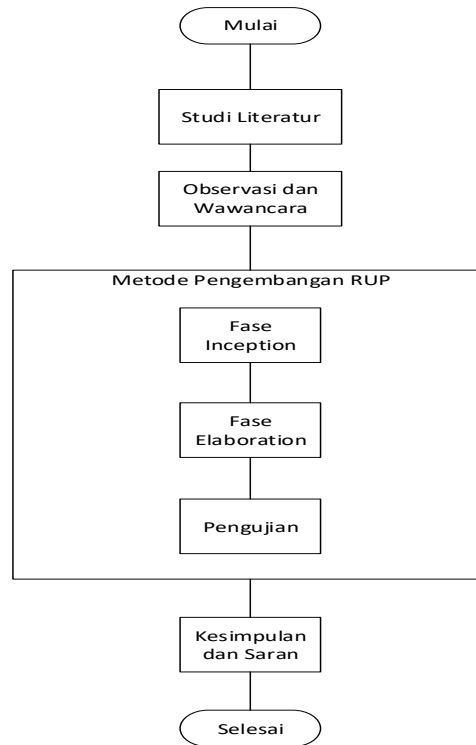 Mulai
Studi Literatur
Observasi dan
Wawancara
Metode Pengembangan RUP
Fase
Inception
Fase
Elaboration
Pengujian
Kesimpulan
dan Saran
Selesai